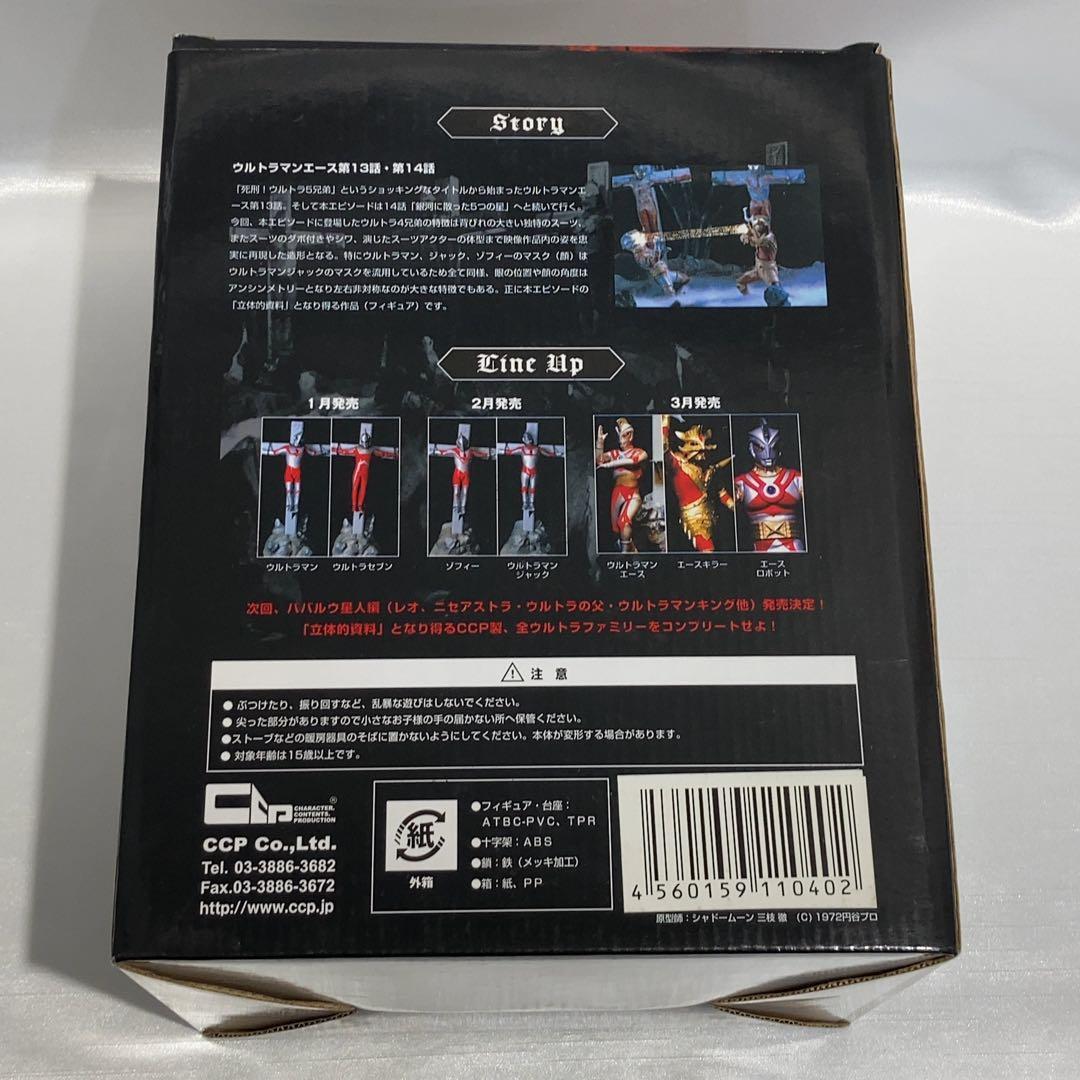 Story
ウルトラマンエース第13話・第14話
「死刑！ウルトラ5兄弟」というショッキングなタイトルから始まったウルトラマンエ
ース第13話。そして本エピソードは14話「銀河に散った5つの星」へと続いて行く。
今回、本エピソードに登場したウルトラ4兄弟の特徴は背びれの大きい独特のスーツ。
またスーツのダボ付きやシワ、演じたスーツアクターの体型まで映像作品内の姿を忠
実に再現した造形となる。特にウルトラマン、ジャック、ゾフィーのマスク（顔）は
ウルトラマンジャックのマスクを流用しているため全て同様、眼の位置や顔の角度は
アンシンメトリーとなり左右非対称なのが大きな特徴でもある。正に本エピソードの
「立体的資料」となり得る作品（フィギュア）です。
Line Up
1月発売 2月発売 3月発売
ウルトラマン ウルトラセブン ゾフィー ウルトラマン ジャック ウルトラマン エース エースキラー エース ロボット
次回、ババルウ星人編（レオ、ニセアストラ・ウルトラの父・ウルトラマンキング他）発売決定！
「立体的資料」となり得るCCP製、全ウルトラファミリーをコンプリートせよ！
注 意
● ぶつけたり、振り回すなど、乱暴な遊びはしないでください。
● 尖った部分がありますので小さなお子様の手の届かない所へ保管ください。
●ストーブなどの暖房器具のそばに置かないようにしてください。本体が変形する場合があります。
● 対象年齢は15歳以上です。
CCP CHARACTER. CONTENTS. PRODUCTION ®
CCP Co.,Ltd.
Tel. 03-3886-3682
Fax.03-3886-3672
http://www.ccp.jp
紙
外箱
●フィギュア・台座：
ATBC-PVC、TPR
●十字架：ABS
●鎖：鉄（メッキ加工）
●箱：紙、PP
4 560159 110402
原型師：シャドームーン 三枝 徹 (C) 1972円谷プロ